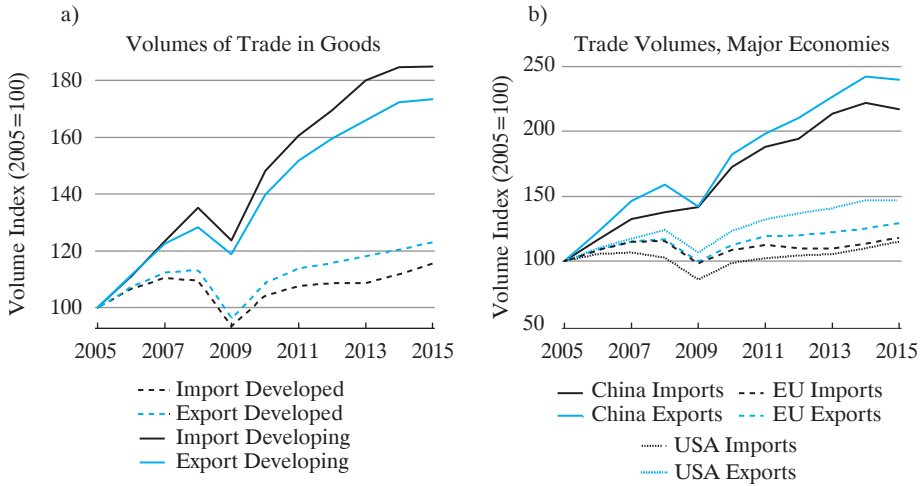 a)
Volumes of Trade in Goods
Volume Index (2005=100)
180
160
140
120
100
2005 2007 2009 2011 2013 2015
Import Developed
Export Developed
Import Developing
Export Developing
b)
Trade Volumes, Major Economies
Volume Index (2005=100)
250
200
150
100
50
2005 2007 2009 2011 2013 2015
China Imports EU Imports
China Exports EU Exports
USA Imports
USA Exports